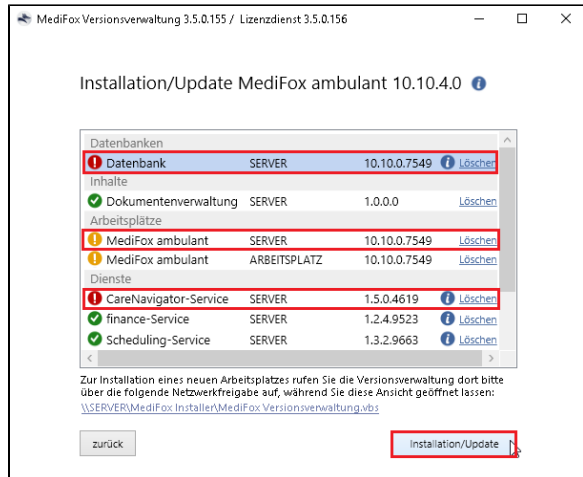 MediFox Versionsverwaltung 3.5.0.155 / Lizenzdienst 3.5.0.156
Installation/Update MediFox ambulant 10.10.4.0
Datenbanken
Datenbank SERVER 10.10.0.7549 Löschen
Inhalte
Dokumentenverwaltung SERVER 1.0.0.0 Löschen
Arbeitsplätze
MediFox ambulant SERVER 10.10.0.7549 Löschen
MediFox ambulant ARBEITSPLATZ 10.10.0.7549 Löschen
Dienste
CareNavigator-Service SERVER 1.5.0.4619 Löschen
finance-Service SERVER 1.2.4.9523 Löschen
Scheduling-Service SERVER 1.3.2.9663 Löschen
Zur Installation eines neuen Arbeitsplatzes rufen Sie die Versionsverwaltung dort bitte
über die folgende Netzwerkfreigabe auf, während Sie diese Ansicht geöffnet lassen:
\\SERVER\MediFox Installer\MediFox Versionsverwaltung.vbs
zurück Installation/Update